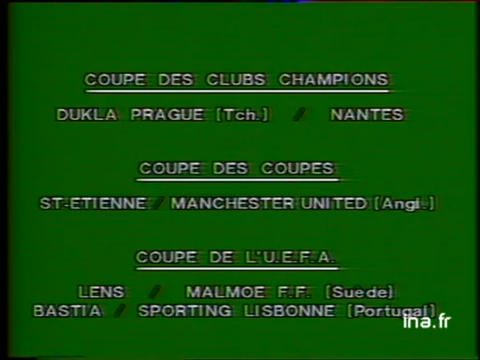 COUPE DES CLUBS CHAMPIONS
DUKLA PRAGUE [Tch.] / NANTES
COUPE DES COUPES
ST-ETIENNE / MANCHESTER UNITED [Angl.]
COUPE DE L'U.E.F.A.
LENS / MALMOE F.F. [Suede]
BASTIA / SPORTING LISBONNE [Portugal]
ina.fr